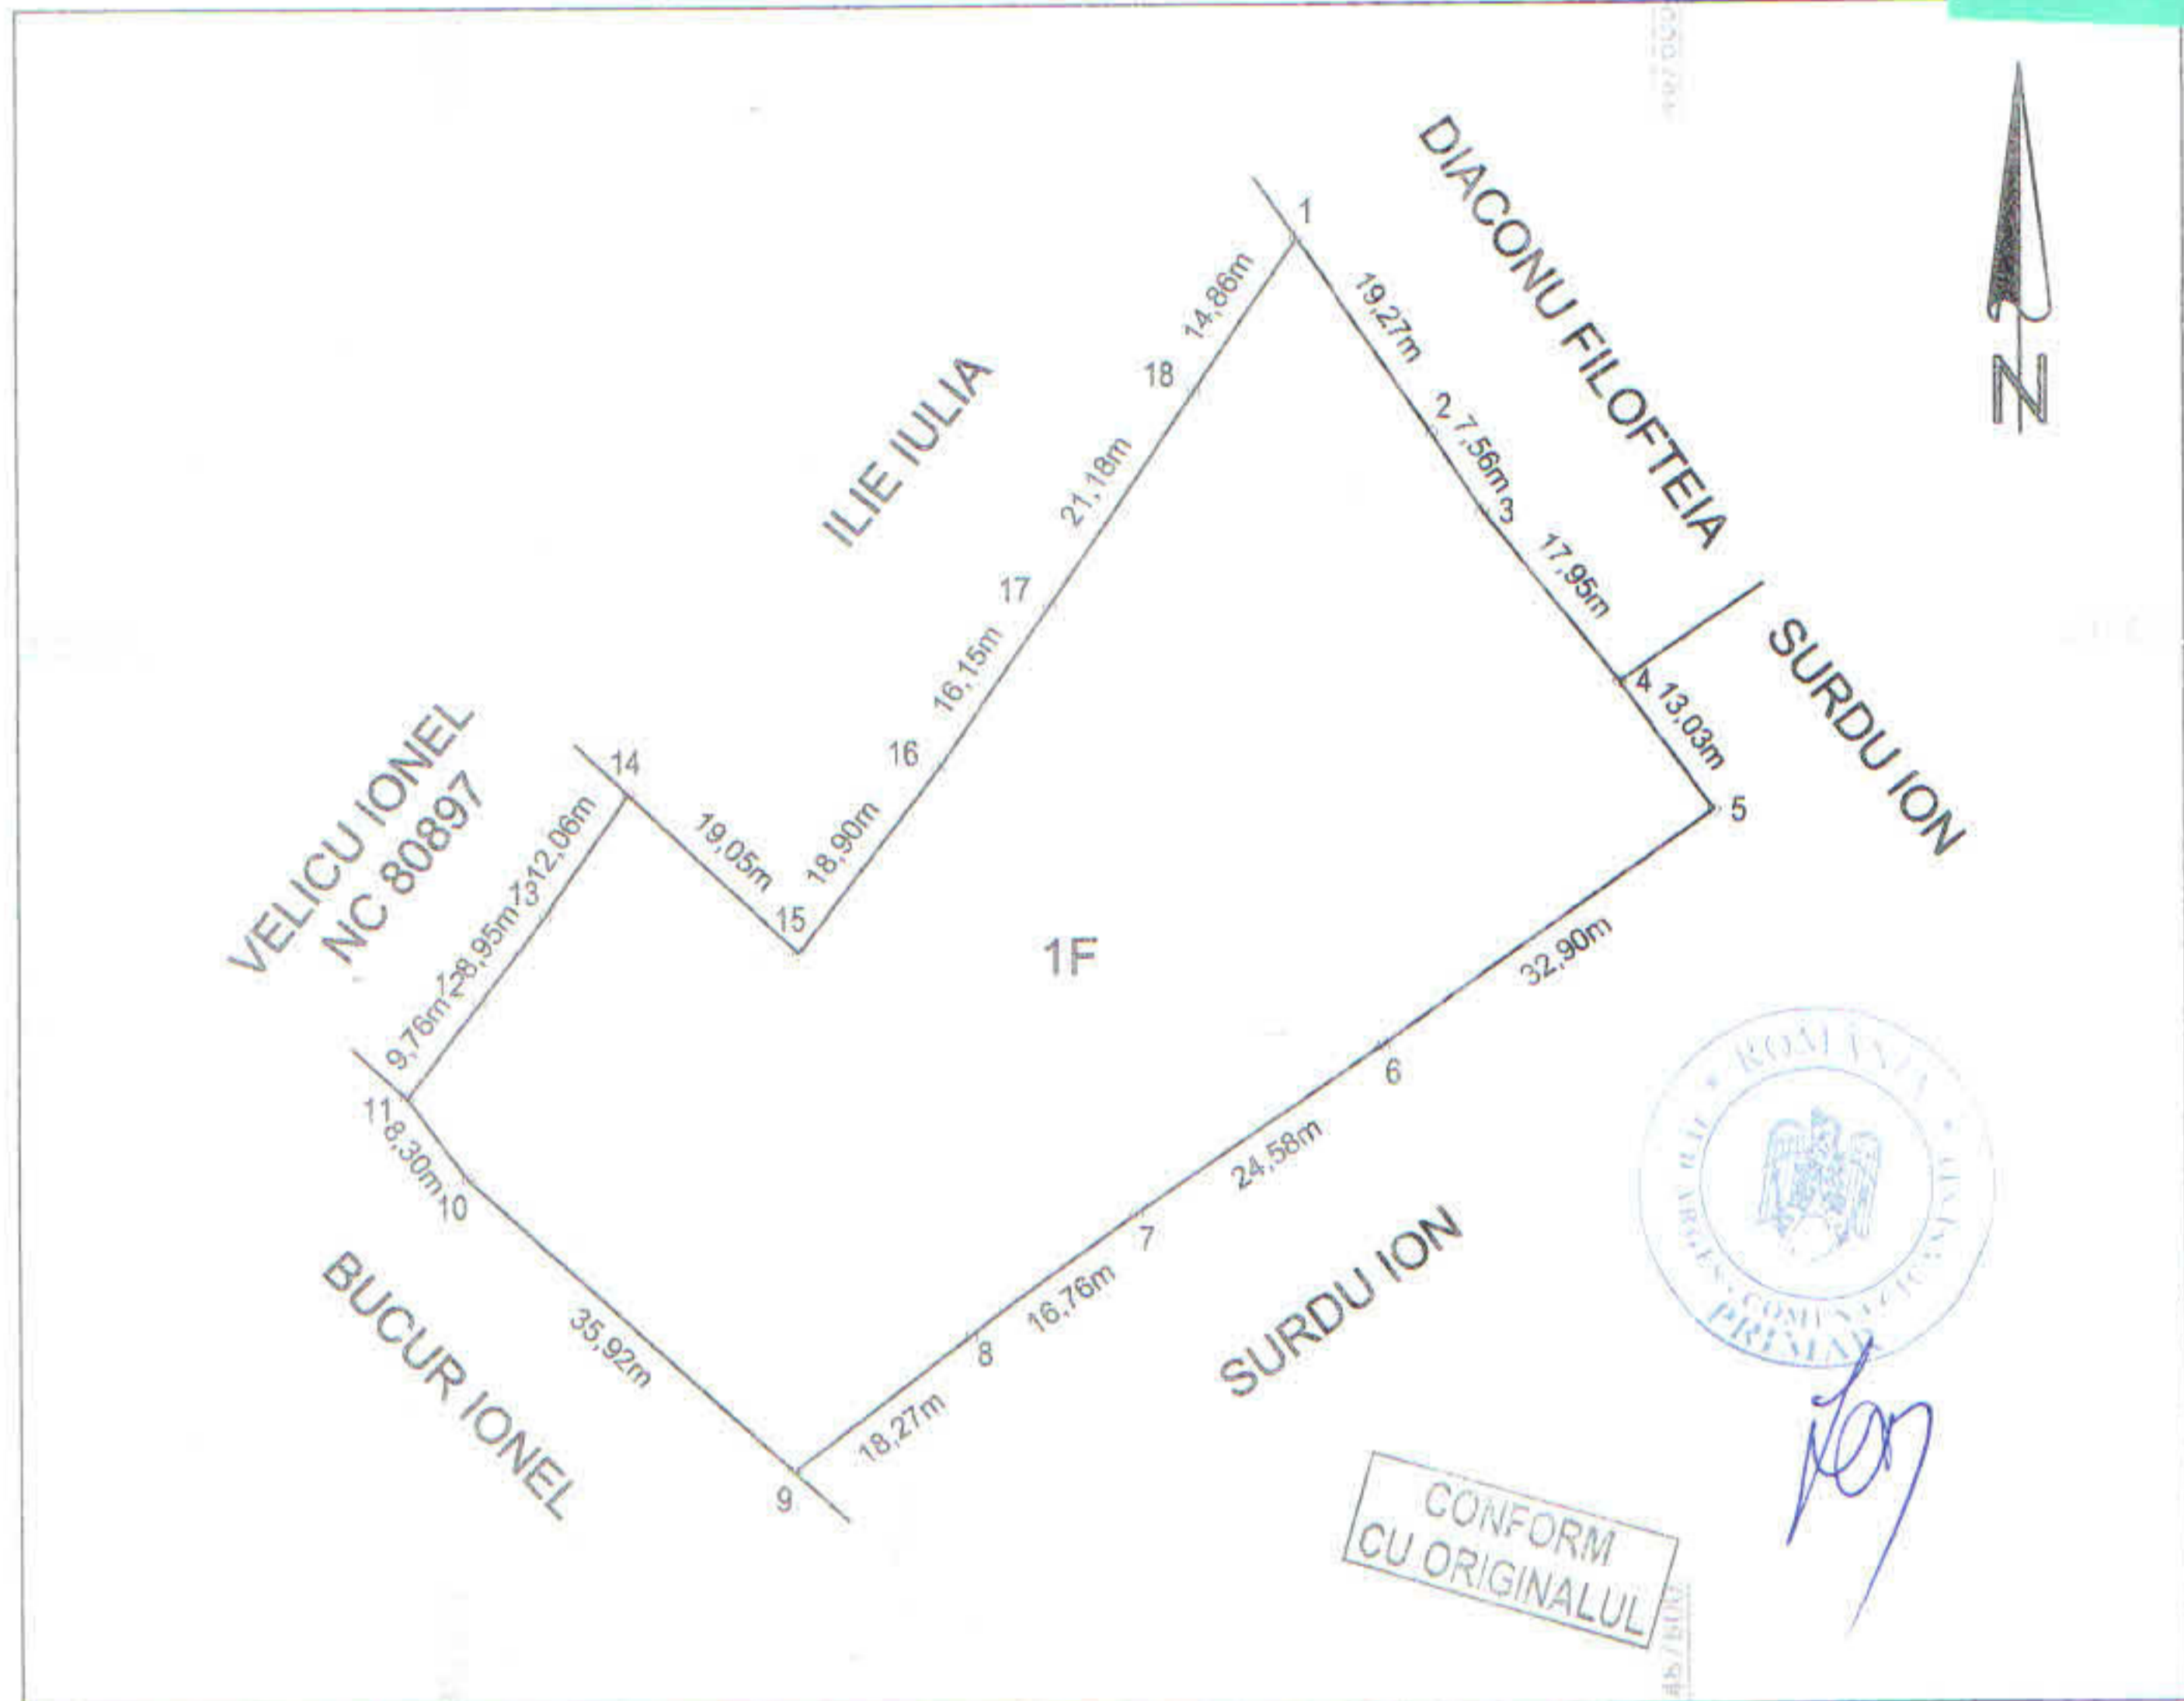 DIACONU FILOFTEIA
N
1
19,27m
14,86m
18
2
7,56m
3
ILIE IULIA
21,18m
17,95m
17
16,15m
4
13,03m
SURDU ION
VELICU IONEL
NC 80897
14
16
5
12,06m
13
19,05m
18,90m
15
1F
8,95m
12
9,76m
32,90m
11
8,30m
10
6
24,58m
7
BUCUR IONEL
35,92m
16,76m
8
SURDU ION
18,27m
9
ROMÂNIA
PRIMAR
CONFORM
CU ORIGINALUL